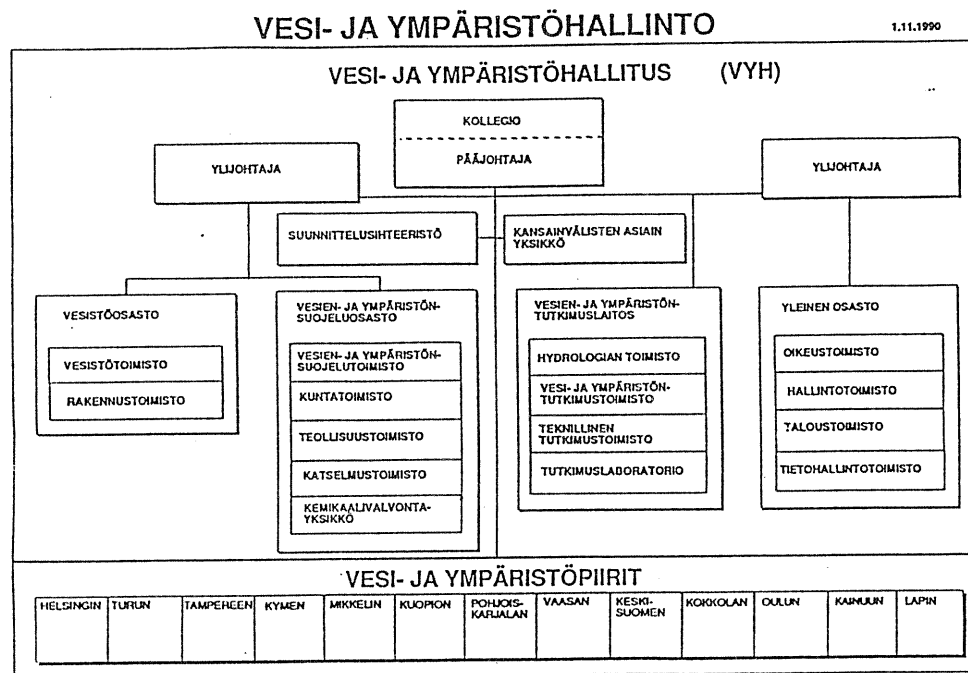 VESI- JA YMPÄRISTÖHALLINTO
1.11.1990
VESI- JA YMPÄRISTÖHALLITUS (VYH)
KOLLEGIO
PÄÄJOHTAJA
YLIJOHTAJA
YLIJOHTAJA
SUUNNITTELUSIHTEERISTÖ
KANSAINVÄLISTEN ASIAIN
YKSIKKÖ
VESISTÖOSASTO
VESISTÖTOIMISTO
RAKENNUSTOIMISTO
VESIEN- JA YMPÄRISTÖN-
SUOJELUOSASTO
VESIEN- JA YMPÄRISTÖN-
SUOJELUTOIMISTO
KUNTATOIMISTO
TEOLLISUUSTOIMISTO
KATSELMUSTOIMISTO
KEMIKAALIVALVONTA-
YKSIKKÖ
VESIEN- JA YMPÄRISTÖN-
TUTKIMUSLAITOS
HYDROLOGIAN TOIMISTO
VESI- JA YMPÄRISTÖN-
TUTKIMUSTOIMISTO
TEKNILLINEN
TUTKIMUSTOIMISTO
TUTKIMUSLABORATORIO
YLEINEN OSASTO
OIKEUSTOIMISTO
HALLINTOTOIMISTO
TALOUSTOIMISTO
TIETOHALLINTOTOIMISTO
VESI- JA YMPÄRISTÖPIIRIT
HELSINGIN
TURUN
TAMPEREEN
KYMEN
MIKKELIN
KUOPION
POHJOIS-
KARJALAN
VAASAN
KESKI-
SUOMEN
KOKKOLAN
OULUN
KAINUUN
LAPIN